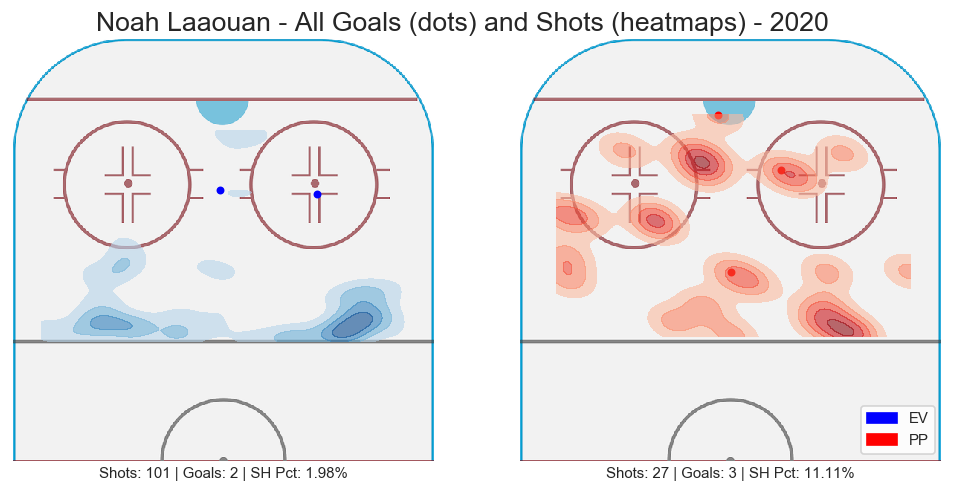 Noah Laaouan - All Goals (dots) and Shots (heatmaps) - 2020
EV
PP
Shots: 101 | Goals: 2 | SH Pct: 1.98%
Shots: 27 | Goals: 3 | SH Pct: 11.11%